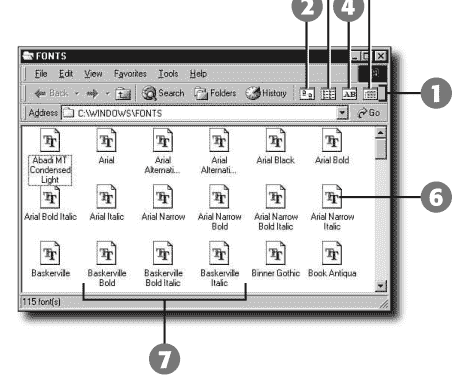 2 4
FONTS
File Edit View Favorites Tools Help
Back Search Folders History AB 1
Address C:\WINDOWS\FONTS Go
Abadi MT Condensed Light
Arial
Arial Alternati...
Arial Alternati...
Arial Black
Arial Bold
Arial Bold Italic
Arial Italic
Arial Narrow
Arial Narrow Bold
Arial Narrow Bold Italic
Arial Narrow Italic
6
Baskerville
Baskerville Bold
Baskerville Bold Italic
Baskerville Italic
Binner Gothic
Book Antiqua
115 font(s)
7